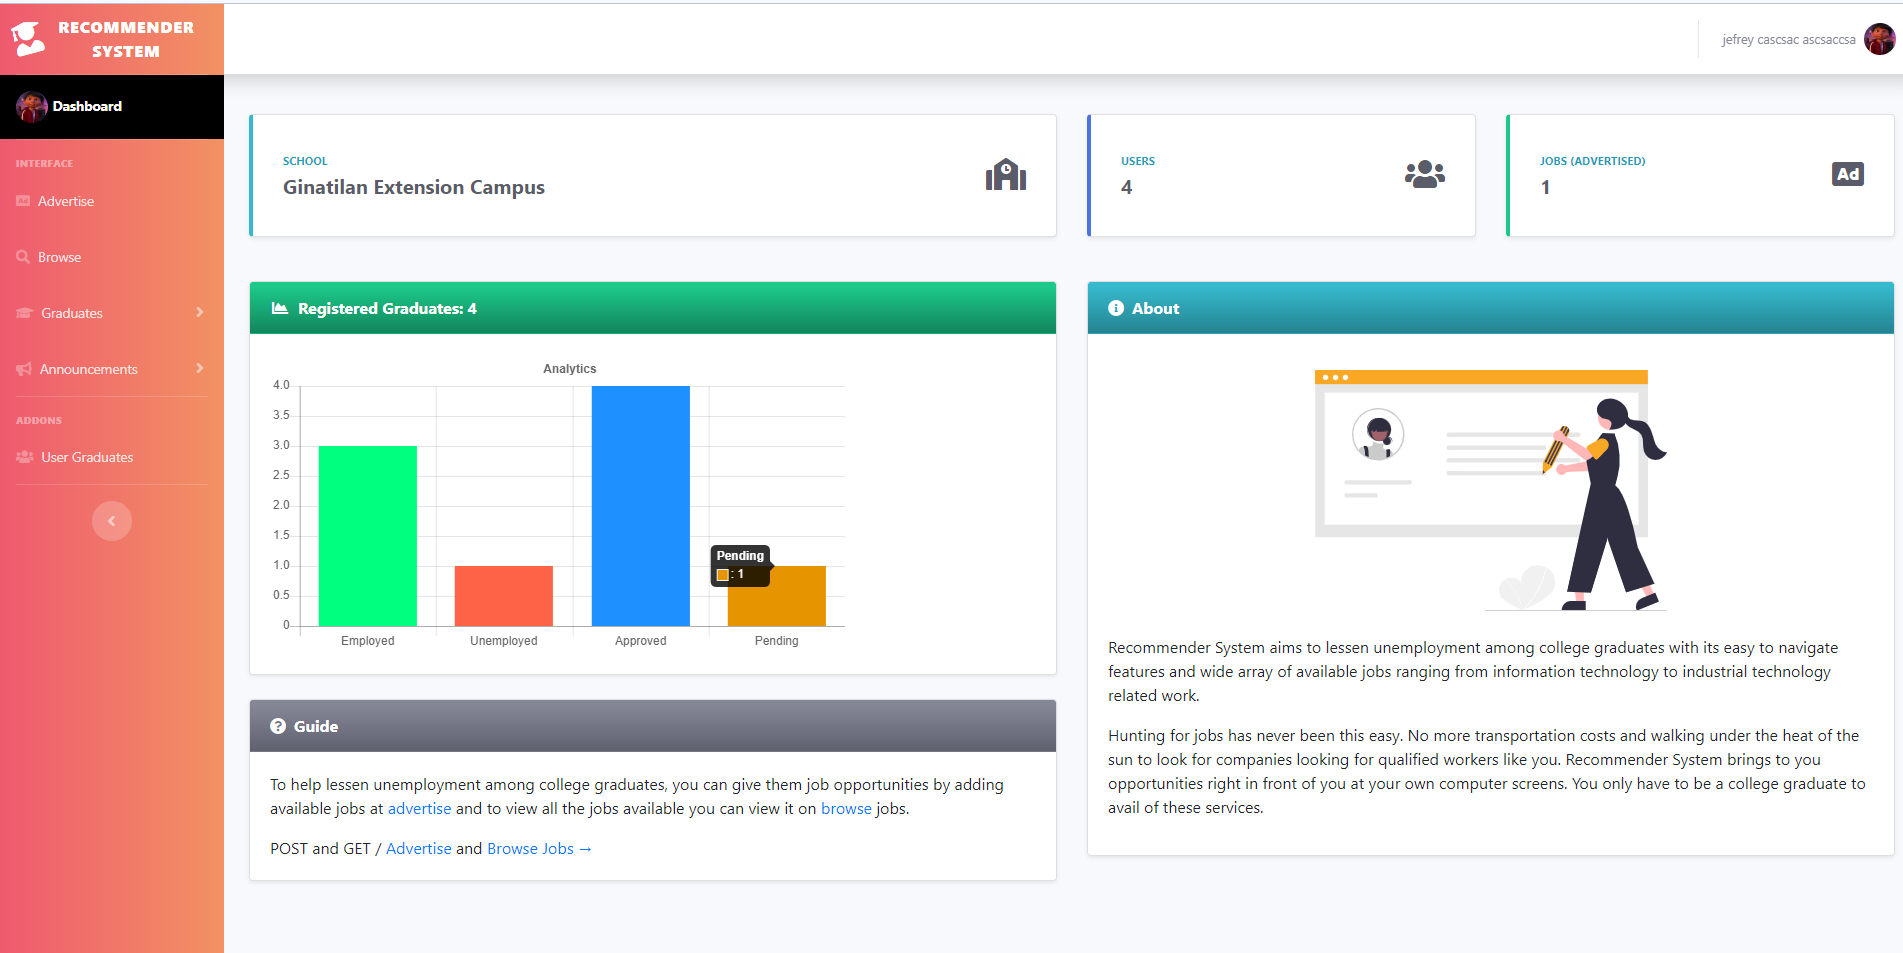 RECOMMENDER
SYSTEM
jefrey cascsac ascsaccsa
Dashboard
INTERFACE
Advertise
Browse
Graduates
Announcements
ADDONS
User Graduates
SCHOOL
Ginatilan Extension Campus
USERS
4
JOBS (ADVERTISED)
1
Ad
Registered Graduates: 4
Analytics
4.0
3.5
3.0
2.5
2.0
1.5
1.0
0.5
0
Pending
: 1
Employed
Unemployed
Approved
Pending
Guide
To help lessen unemployment among college graduates, you can give them job opportunities by adding
available jobs at advertise and to view all the jobs available you can view it on browse jobs.
POST and GET / Advertise and Browse Jobs →
About
Recommender System aims to lessen unemployment among college graduates with its easy to navigate
features and wide array of available jobs ranging from information technology to industrial technology
related work.
Hunting for jobs has never been this easy. No more transportation costs and walking under the heat of the
sun to look for companies looking for qualified workers like you. Recommender System brings to you
opportunities right in front of you at your own computer screens. You only have to be a college graduate to
avail of these services.